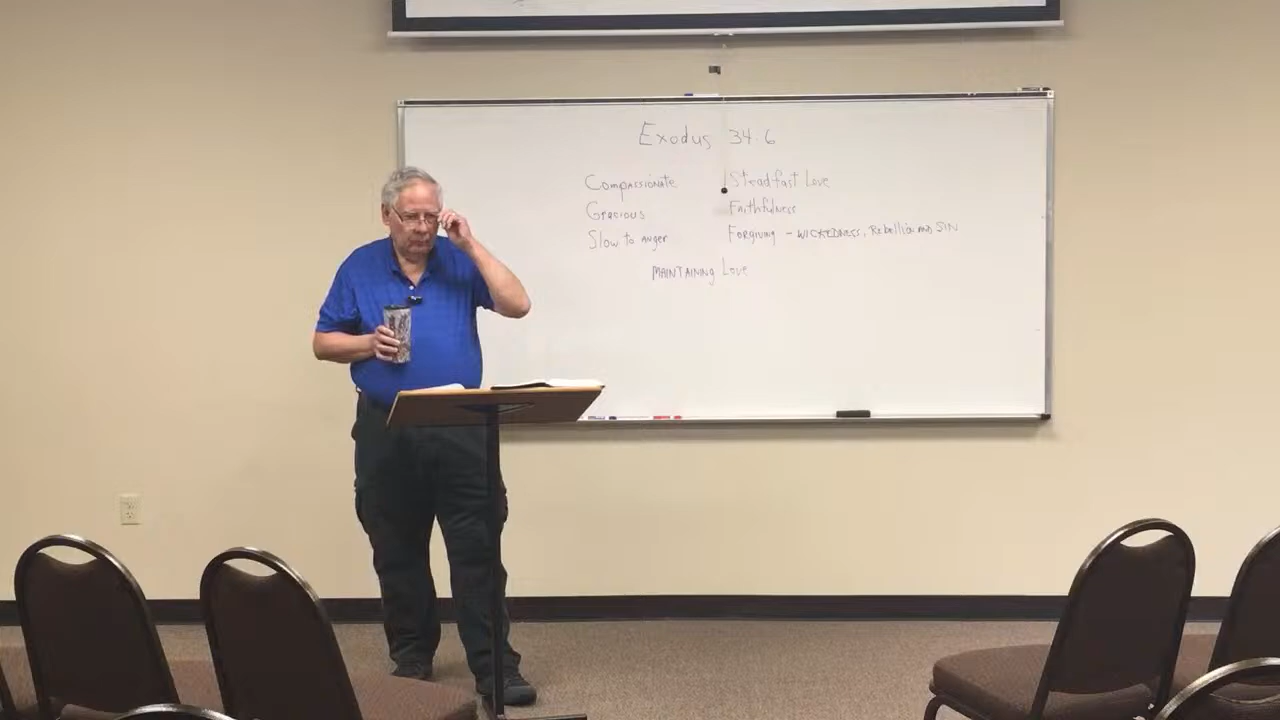 Exodus 34:6
Compassionate
Gracious
Slow to anger
Steadfast Love
Faithfulness
Forgiving - Wickedness, Rebellion and Sin
Maintaining Love